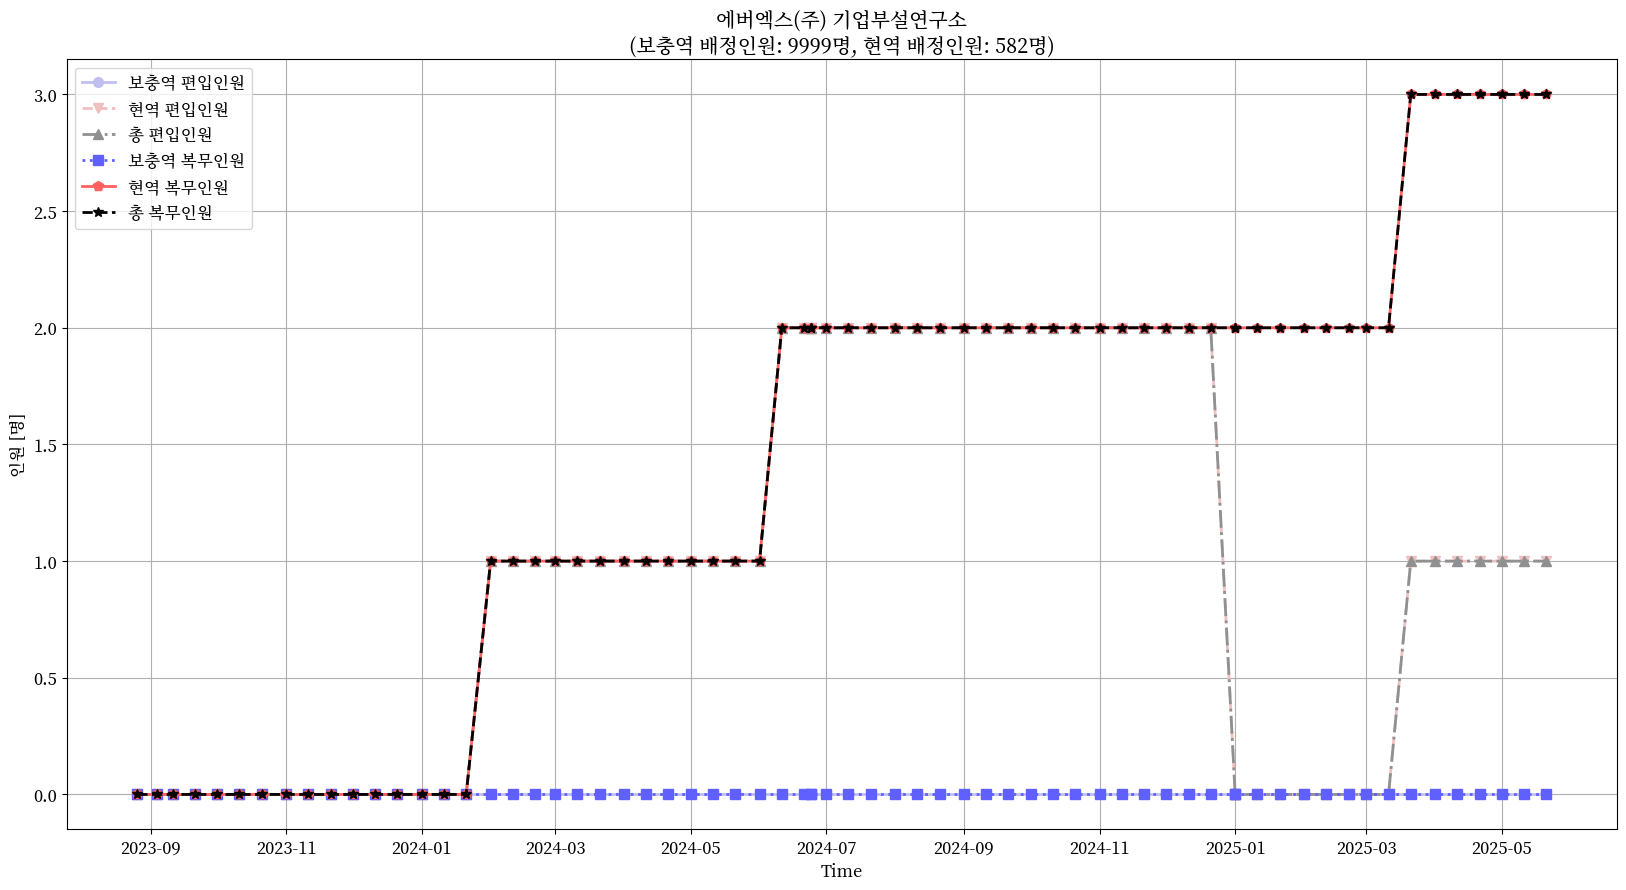 에버엑스(주) 기업부설연구소
(보충역 배정인원: 9999명, 현역 배정인원: 582명)
보충역 편입인원
현역 편입인원
총 편입인원
보충역 복무인원
현역 복무인원
총 복무인원
3.0
2.5
2.0
1.5
1.0
0.5
0.0
인원 [명]
2023-09 2023-11 2024-01 2024-03 2024-05 2024-07 2024-09 2024-11 2025-01 2025-03 2025-05
Time